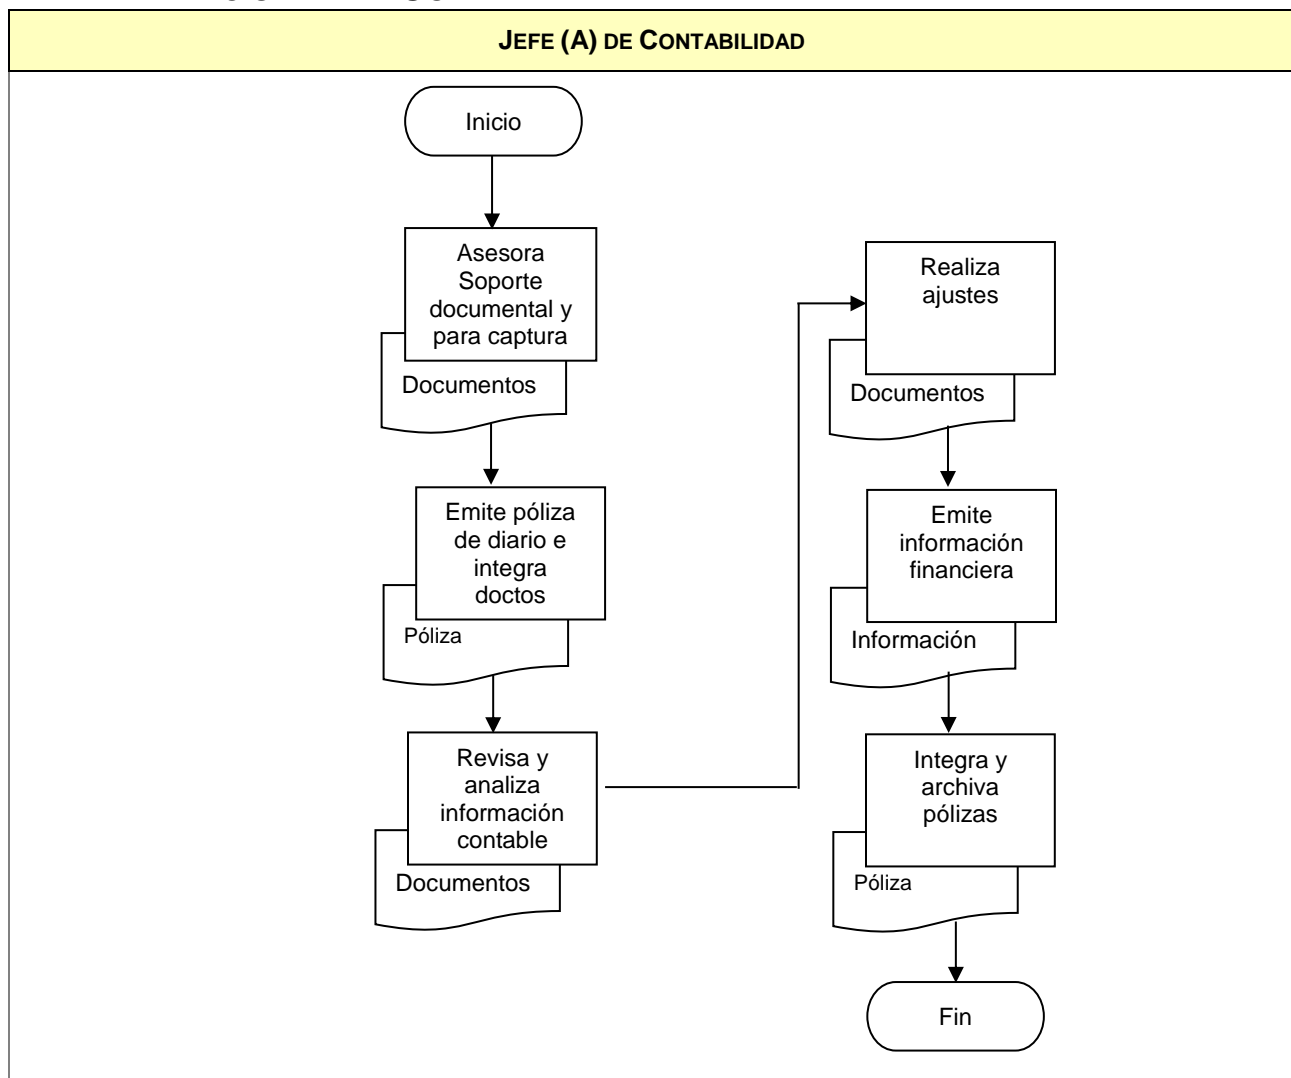 JEFE (A) DE CONTABILIDAD
Inicio
Asesora
Soporte
documental y
para captura
Documentos
Emite póliza
de diario e
integra
doctos
Póliza
Revisa y
analiza
información
contable
Documentos
Realiza
ajustes
Documentos
Emite
información
financiera
Información
Integra y
archiva
pólizas
Póliza
Fin